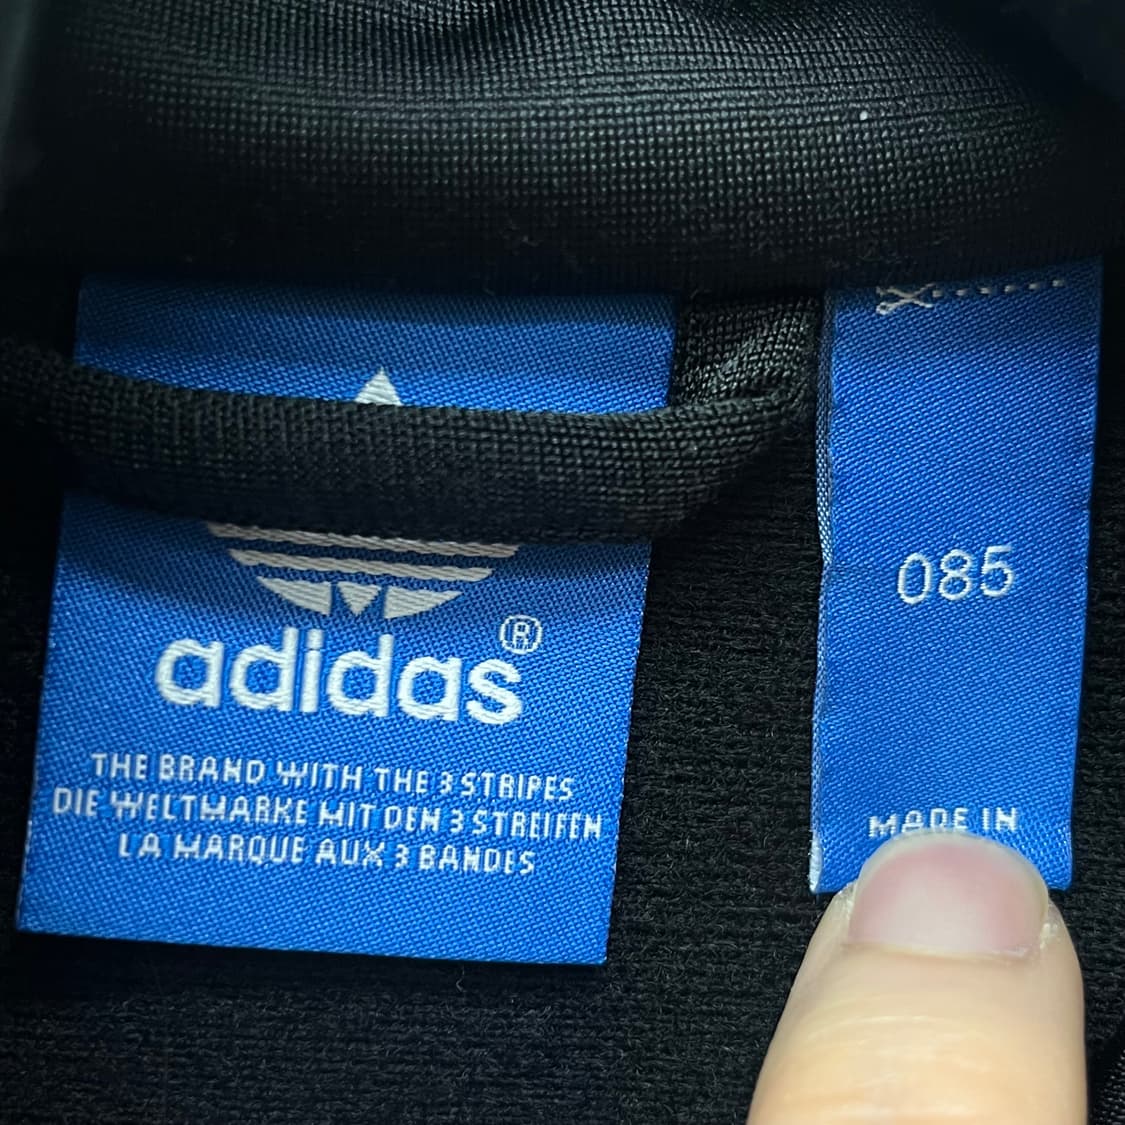 adidas®
THE BRAND WITH THE 3 STRIPES
DIE WELTMARKE MIT DEN 3 STREIFEN
LA MARQUE AUX 3 BANDES
085
MADE IN